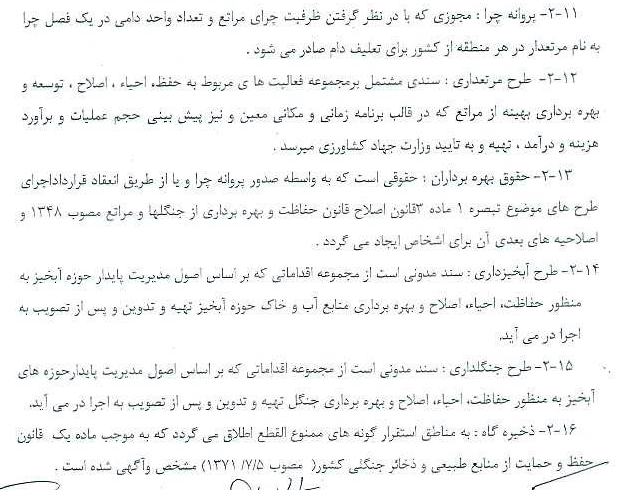 ۱۱-۲- پروانه چرا : مجوزی که با در نظر گرفتن ظرفیت چرای مراتع و تعداد واحد دامی در یک فصل چرا
به نام مرتعدار در هر منطقه از کشور برای تعلیف دام صادر می شود .
۱۲-۲- طرح مرتعداری : سندی مشتمل برمجموعه فعالیت ها ی مربوط به حفظ، احیاء ، اصلاح ، توسعه و
بهره برداری بهینه از مراتع که در قالب برنامه زمانی و مکانی معین و نیز پیش بینی حجم عملیات و برآورد
هزینه و درآمد ، تهیه و به تایید وزارت جهاد کشاورزی میرسد .
۱۳-۲- حقوق بهره برداران : حقوقی است که به واسطه صدور پروانه چرا و یا از طریق انعقاد قرارداداجرای
طرح های موضوع تبصره ۱ ماده ۳قانون اصلاح قانون حفاظت و بهره برداری از جنگلها و مراتع مصوب ۱۳۴۸ و
اصلاحیه های بعدی آن برای اشخاص ایجاد می گردد .
۱۴-۲- طرح آبخیزداری : سند مدونی است از مجموعه اقداماتی که بر اساس اصول مدیریت پایدار حوزه آبخیز به
منظور حفاظت، احیاء، اصلاح و بهره برداری منابع آب و خاک حوزه آبخیز تهیه و تدوین و پس از تصویب به
اجرا در می آید.
۱۵-۲- طرح جنگلداری : سند مدونی است از مجموعه اقداماتی که بر اساس اصول مدیریت پایدارحوزه های
آبخیز به منظور حفاظت، احیاء، اصلاح و بهره برداری جنگل تهیه و تدوین و پس از تصویب به اجرا در می آید.
۱۶-۲- ذخیره گاه : به مناطق استقرار گونه های ممنوع القطع اطلاق می گردد که به موجب ماده یک قانون
حفظ و حمایت از منابع طبیعی و ذخائر جنگلی کشور( مصوب ۱۳۷۱/۷/۵) مشخص وآگهی شده است .